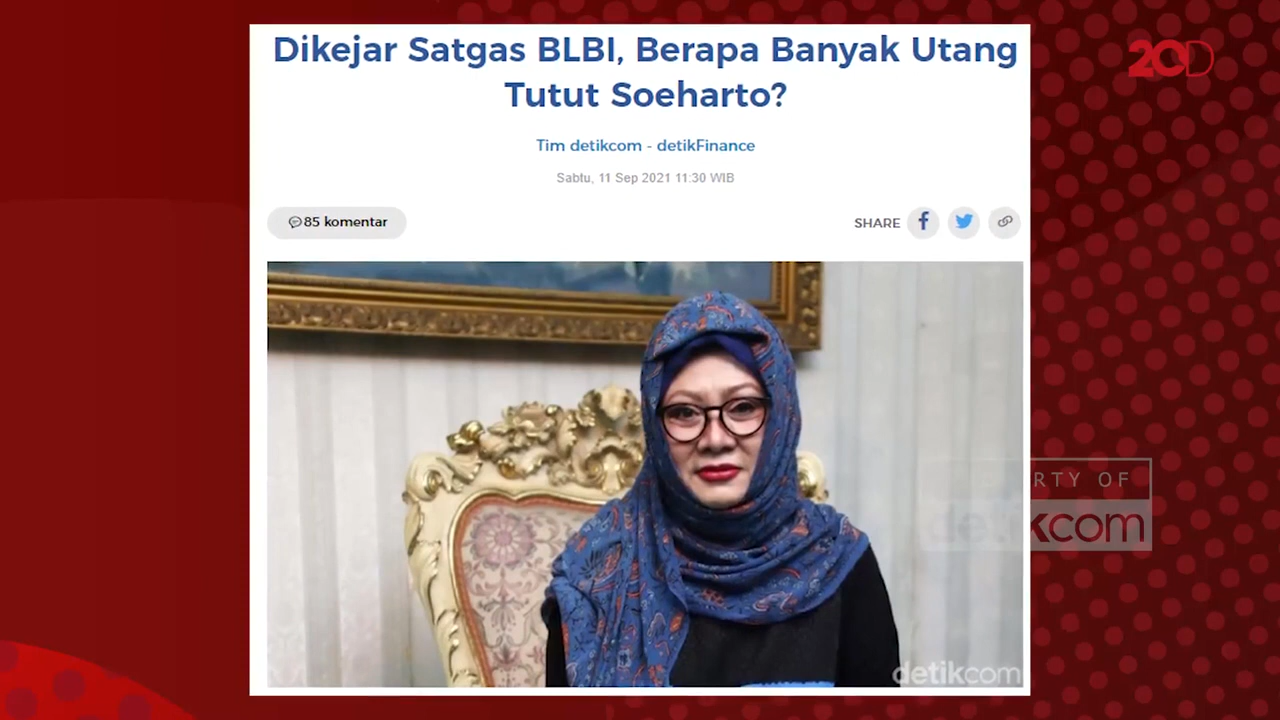 Dikejar Satgas BLBI, Berapa Banyak Utang
Tutut Soeharto?
20D
Tim detikcom - detikFinance
Sabtu, 11 Sep 2021 11:30 WIB
85 komentar
SHARE
RTY OF
detikcom
detikcom